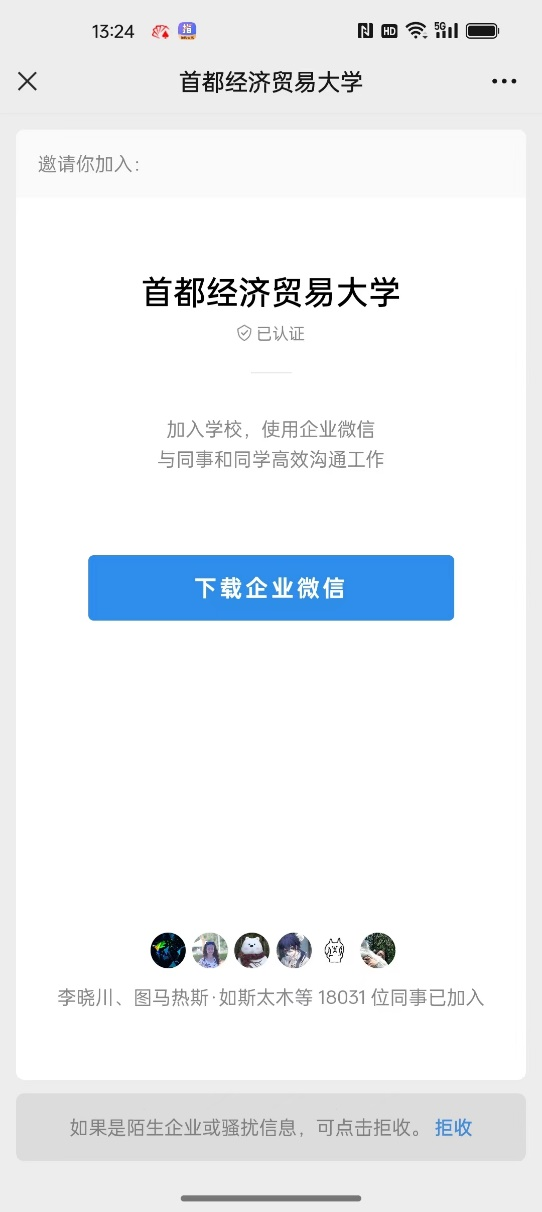 13:24
指
HD
5G
首都经济贸易大学
邀请你加入：
首都经济贸易大学
已认证
加入学校，使用企业微信
与同事和同学高效沟通工作
下载企业微信
李晓川、图马热斯·如斯太木等 18031 位同事已加入
如果是陌生企业或骚扰信息，可点击拒收。 拒收